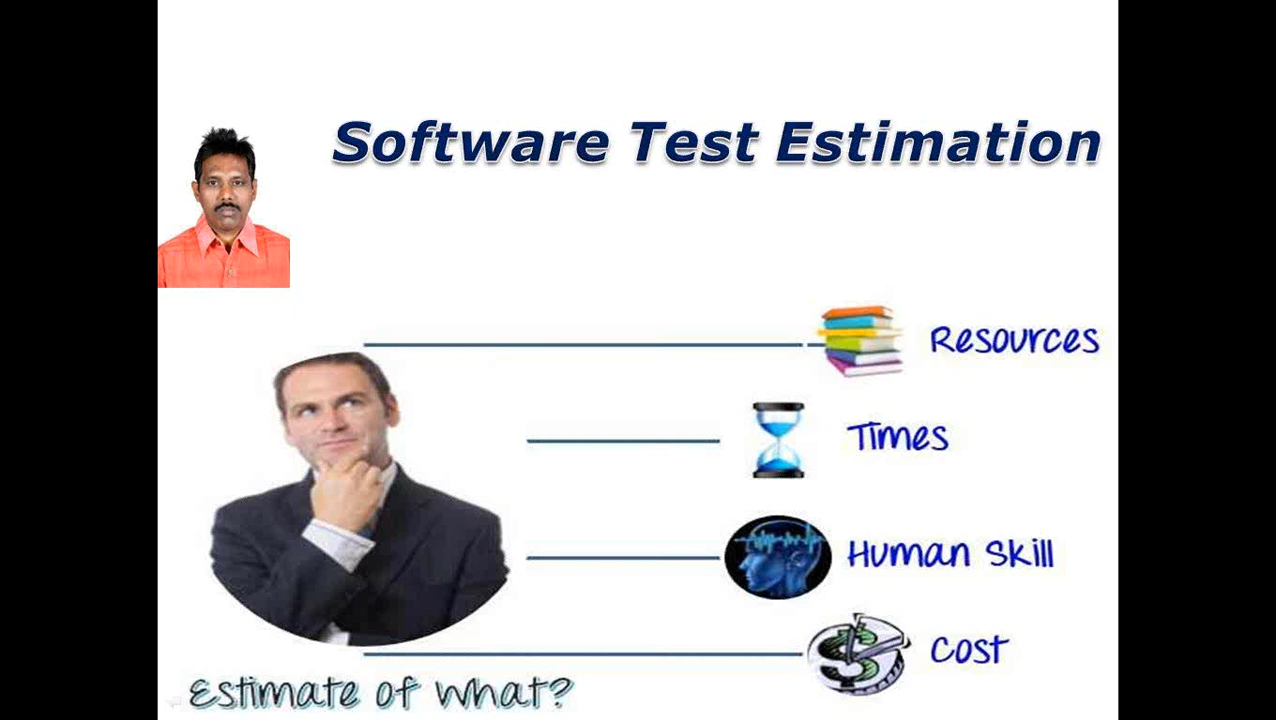 Software Test Estimation
Resources
Times
Human Skill
Cost
Estimate of what?